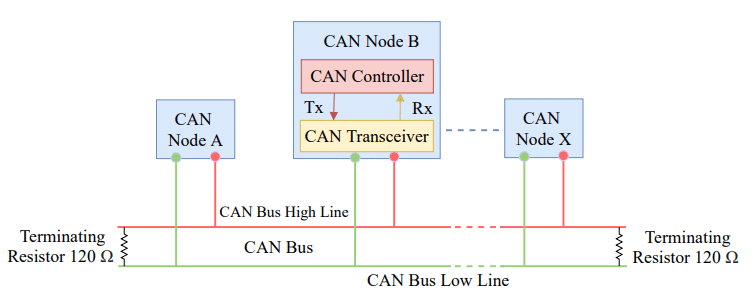 CAN Node B
CAN Controller
Tx
Rx
CAN Transceiver
CAN
Node A
CAN
Node X
CAN Bus High Line
Terminating
Resistor 120 Ω
CAN Bus
Terminating
Resistor 120 Ω
CAN Bus Low Line